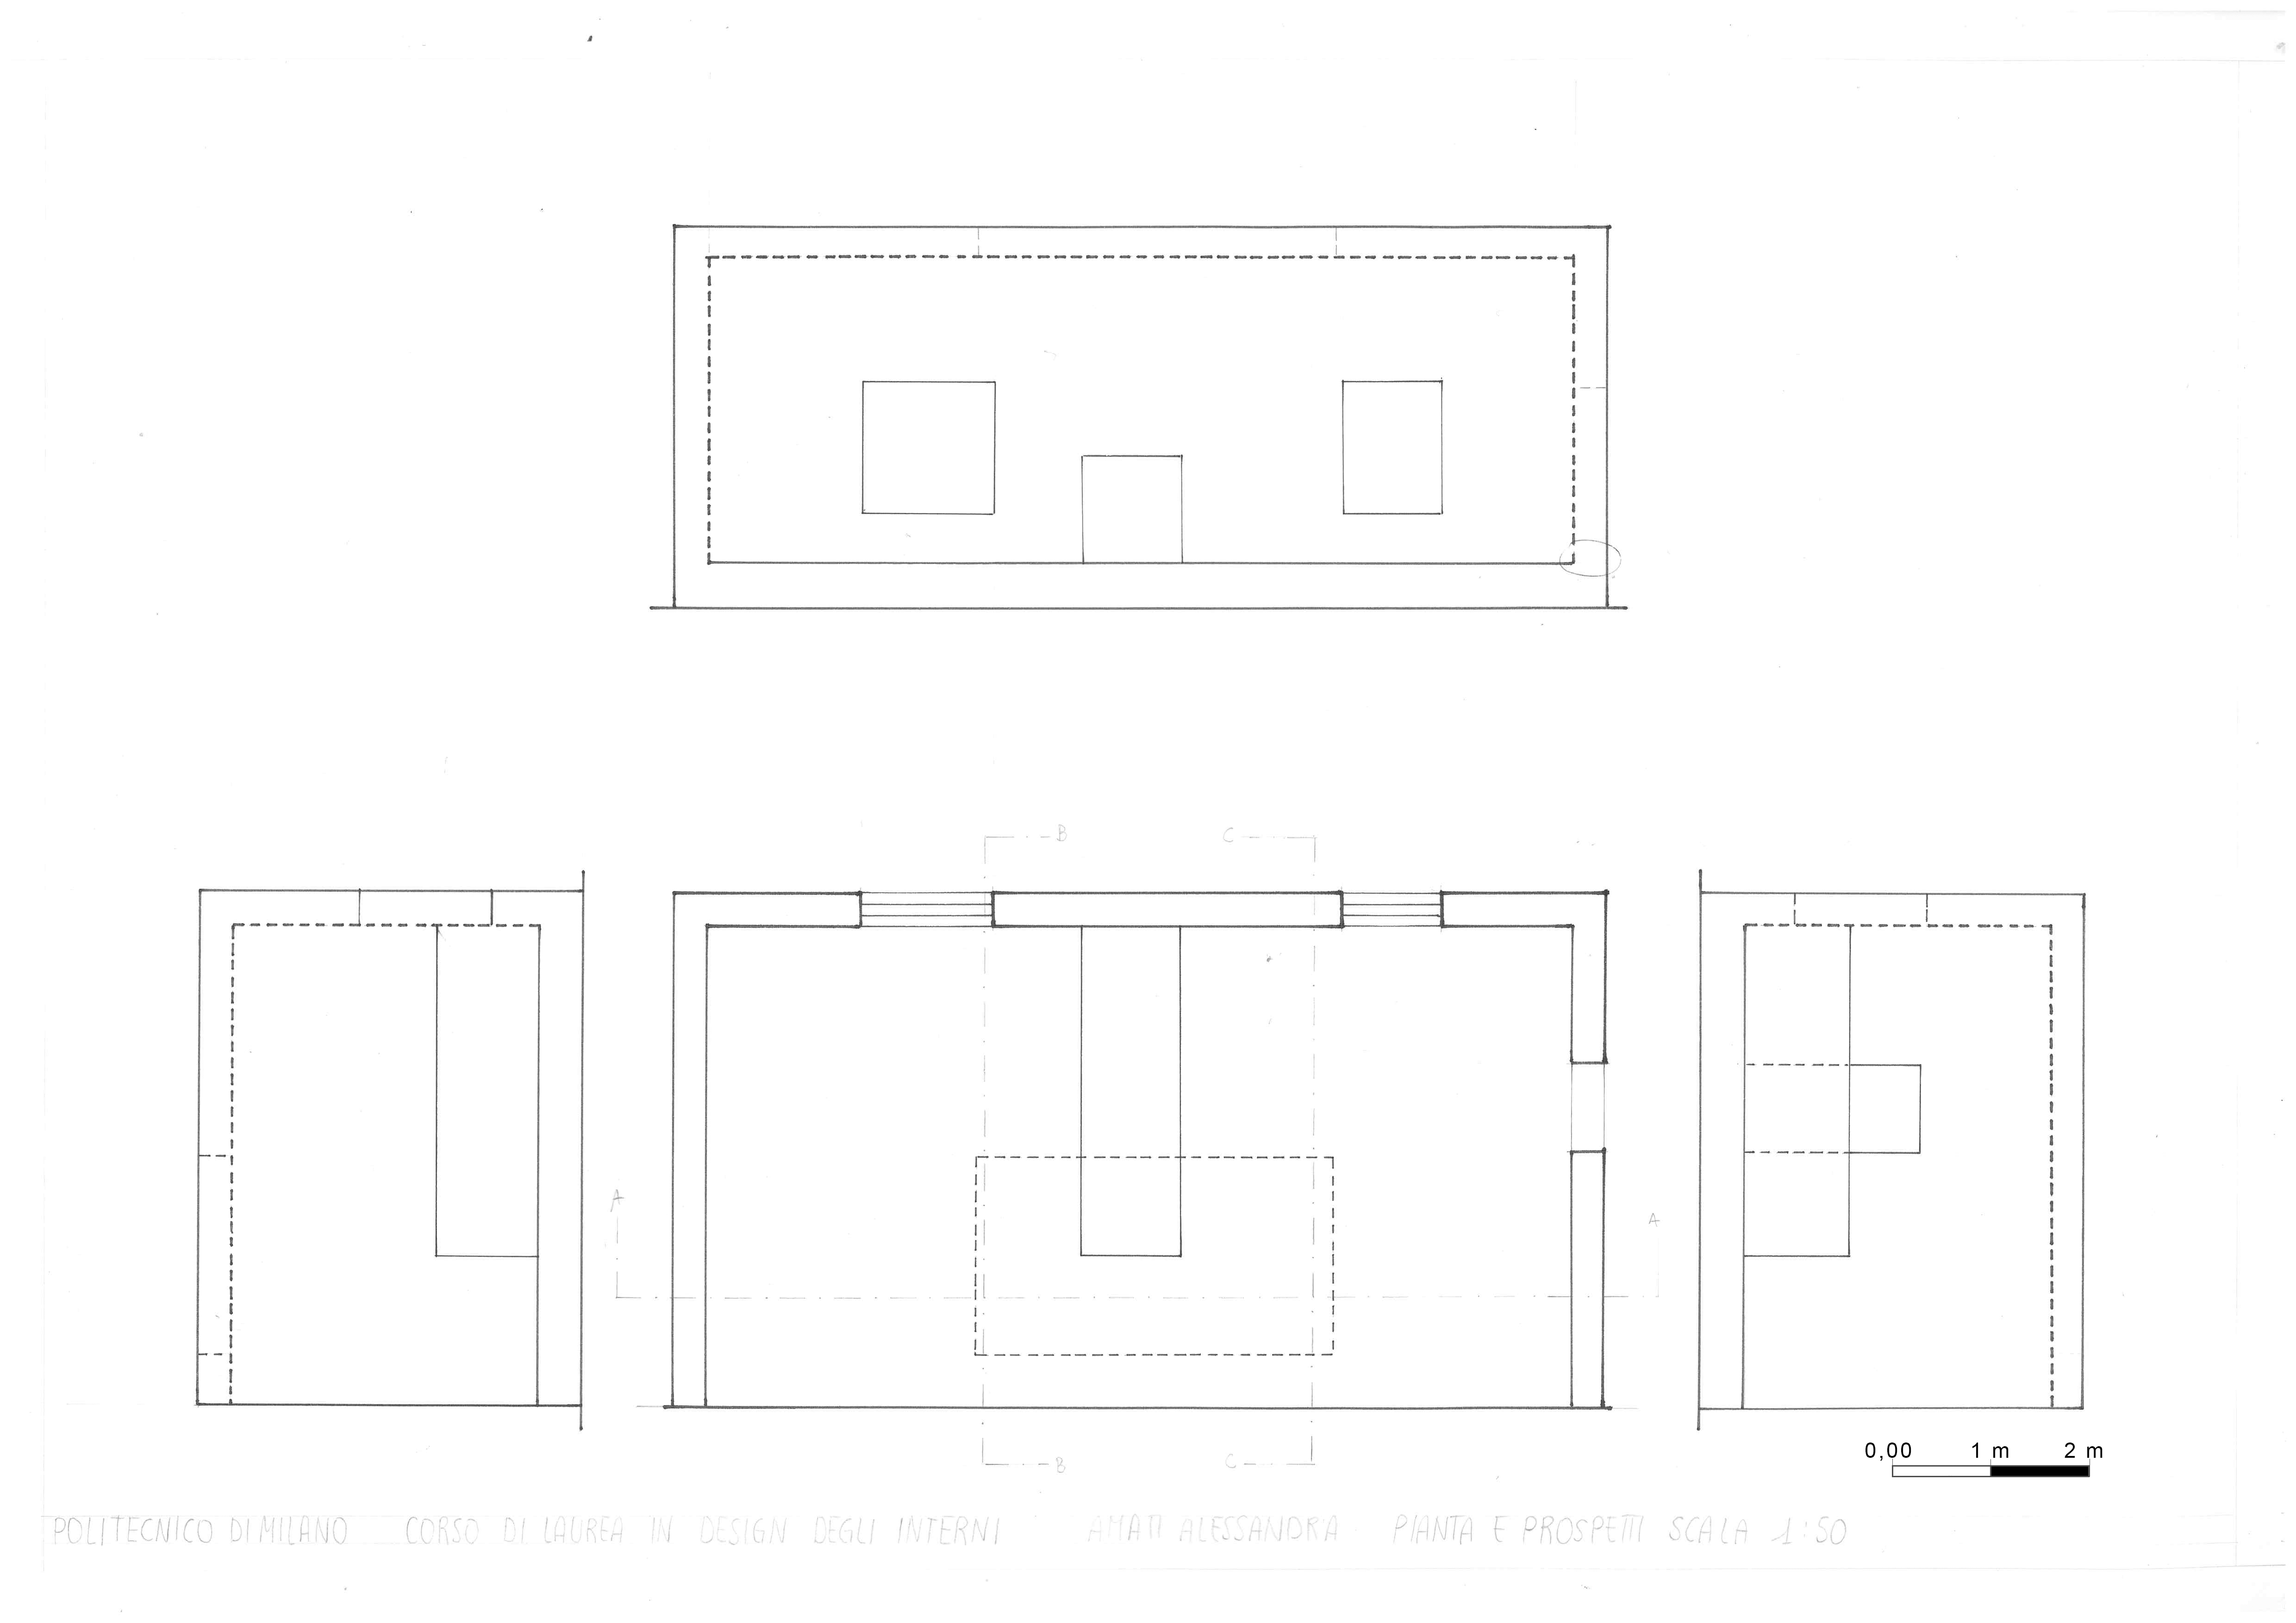 B C
A
A
B C
0,00 1 m 2 m
POLITECNICO DI MILANO CORSO DI LAUREA IN DESIGN DEGLI INTERNI AMATI ALESSANDRA PIANTA E PROSPETTI SCALA 1:50